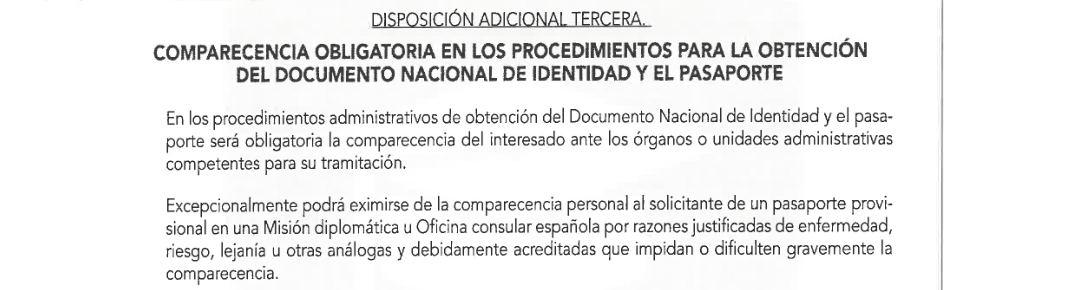 DISPOSICIÓN ADICIONAL TERCERA.
COMPARECENCIA OBLIGATORIA EN LOS PROCEDIMIENTOS PARA LA OBTENCIÓN
DEL DOCUMENTO NACIONAL DE IDENTIDAD Y EL PASAPORTE
En los procedimientos administrativos de obtención del Documento Nacional de Identidad y el pasa-
porte será obligatoria la comparecencia del interesado ante los órganos o unidades administrativas
competentes para su tramitación.
Excepcionalmente podrá eximirse de la comparecencia personal al solicitante de un pasaporte provi-
sional en una Misión diplomática u Oficina consular española por razones justificadas de enfermedad,
riesgo, lejanía u otras análogas y debidamente acreditadas que impidan o dificulten gravemente la
comparecencia.